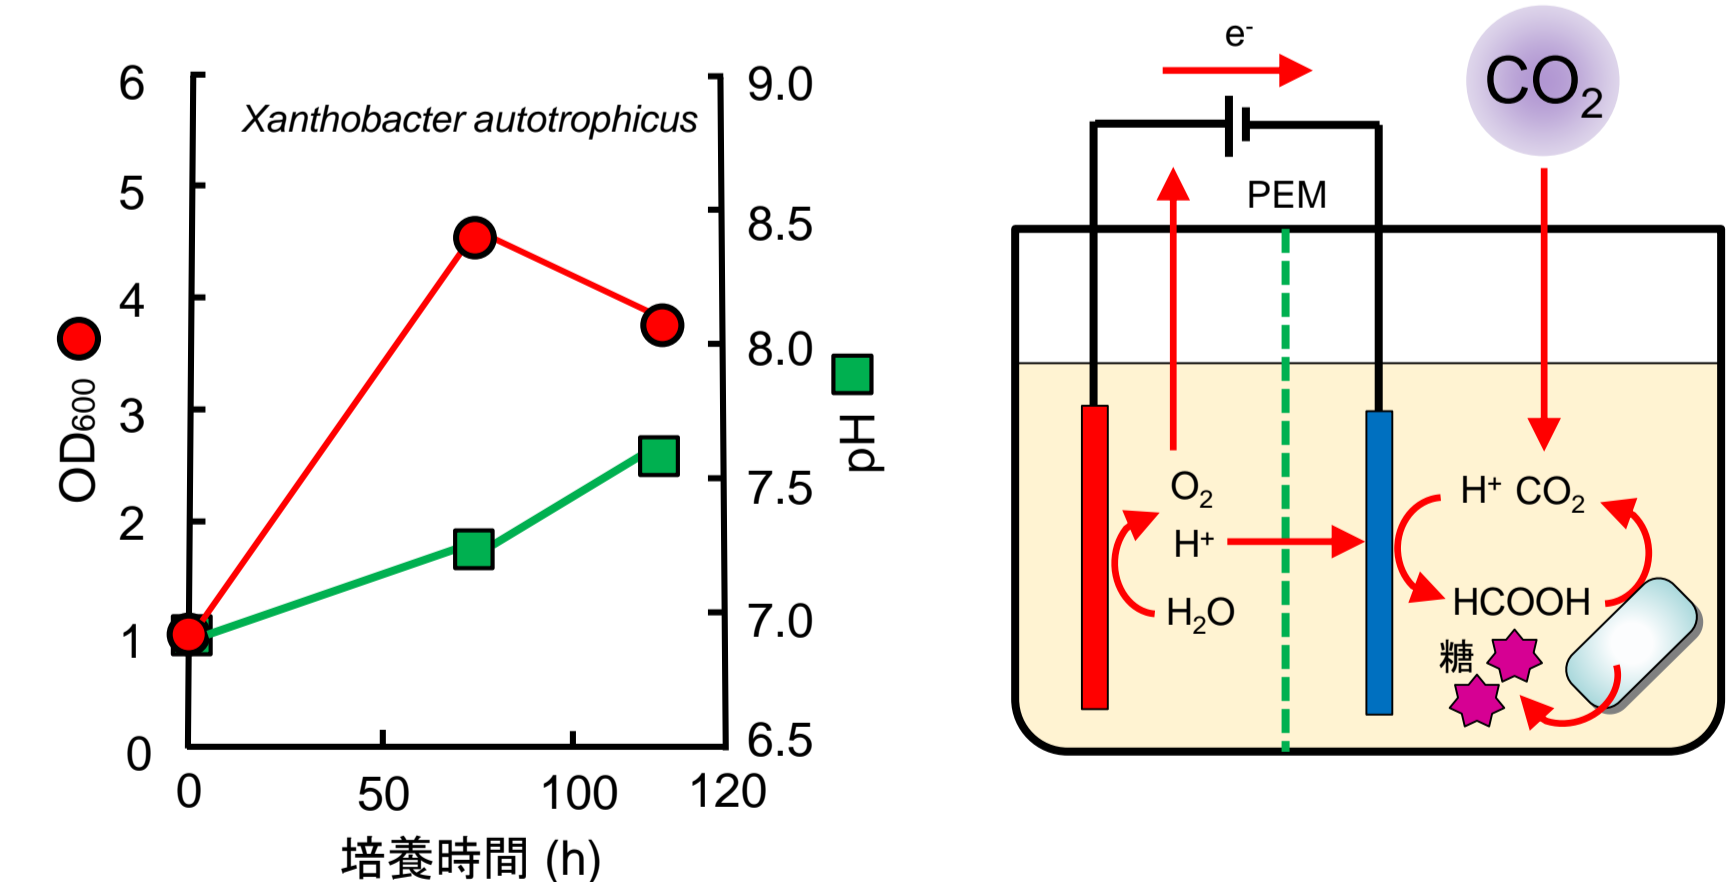 Xanthobacter autotrophicus
6
5
4
3
2
1
0
OD600
9.0
8.5
8.0
7.5
7.0
6.5
pH
0
50
100
120
培養時間 (h)
e-
CO2
PEM
O2
H+
H2O
H+ CO2
HCOOH
糖